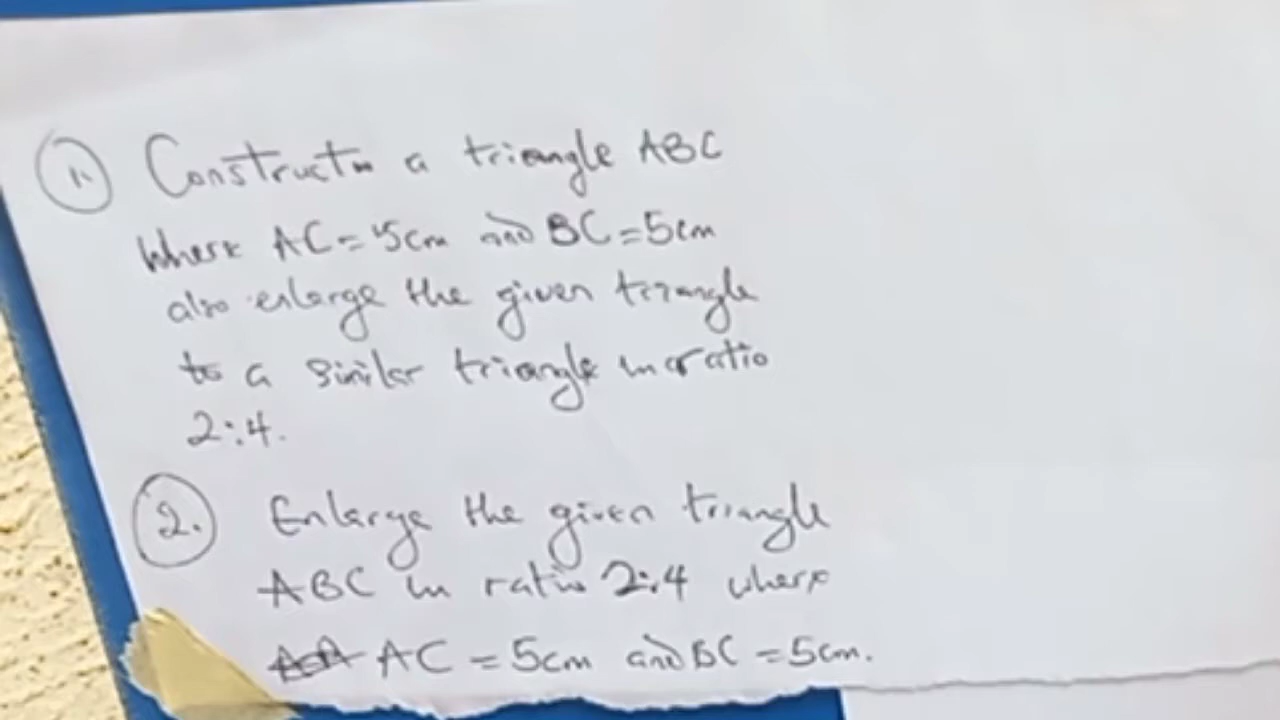 1. Construct a triangle ABC
where AC = 5cm and BC = 5cm
also enlarge the given triangle
to a similar triangle in ratio
2:4.
2. Enlarge the given triangle
ABC in ratio 2:4 where
AC = 5cm and BC = 5cm.